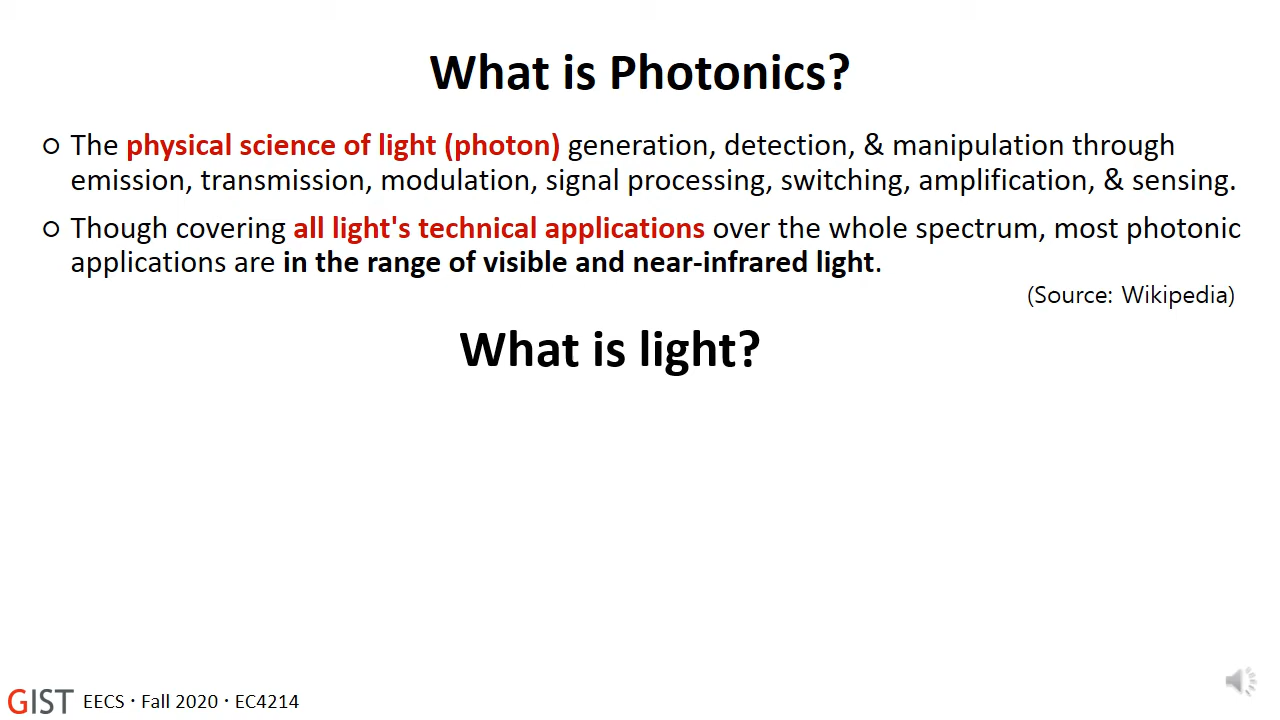 What is Photonics?
○ The physical science of light (photon) generation, detection, & manipulation through
emission, transmission, modulation, signal processing, switching, amplification, & sensing.
○ Though covering all light's technical applications over the whole spectrum, most photonic
applications are in the range of visible and near-infrared light.
(Source: Wikipedia)
What is light?
GIST EECS · Fall 2020 · EC4214